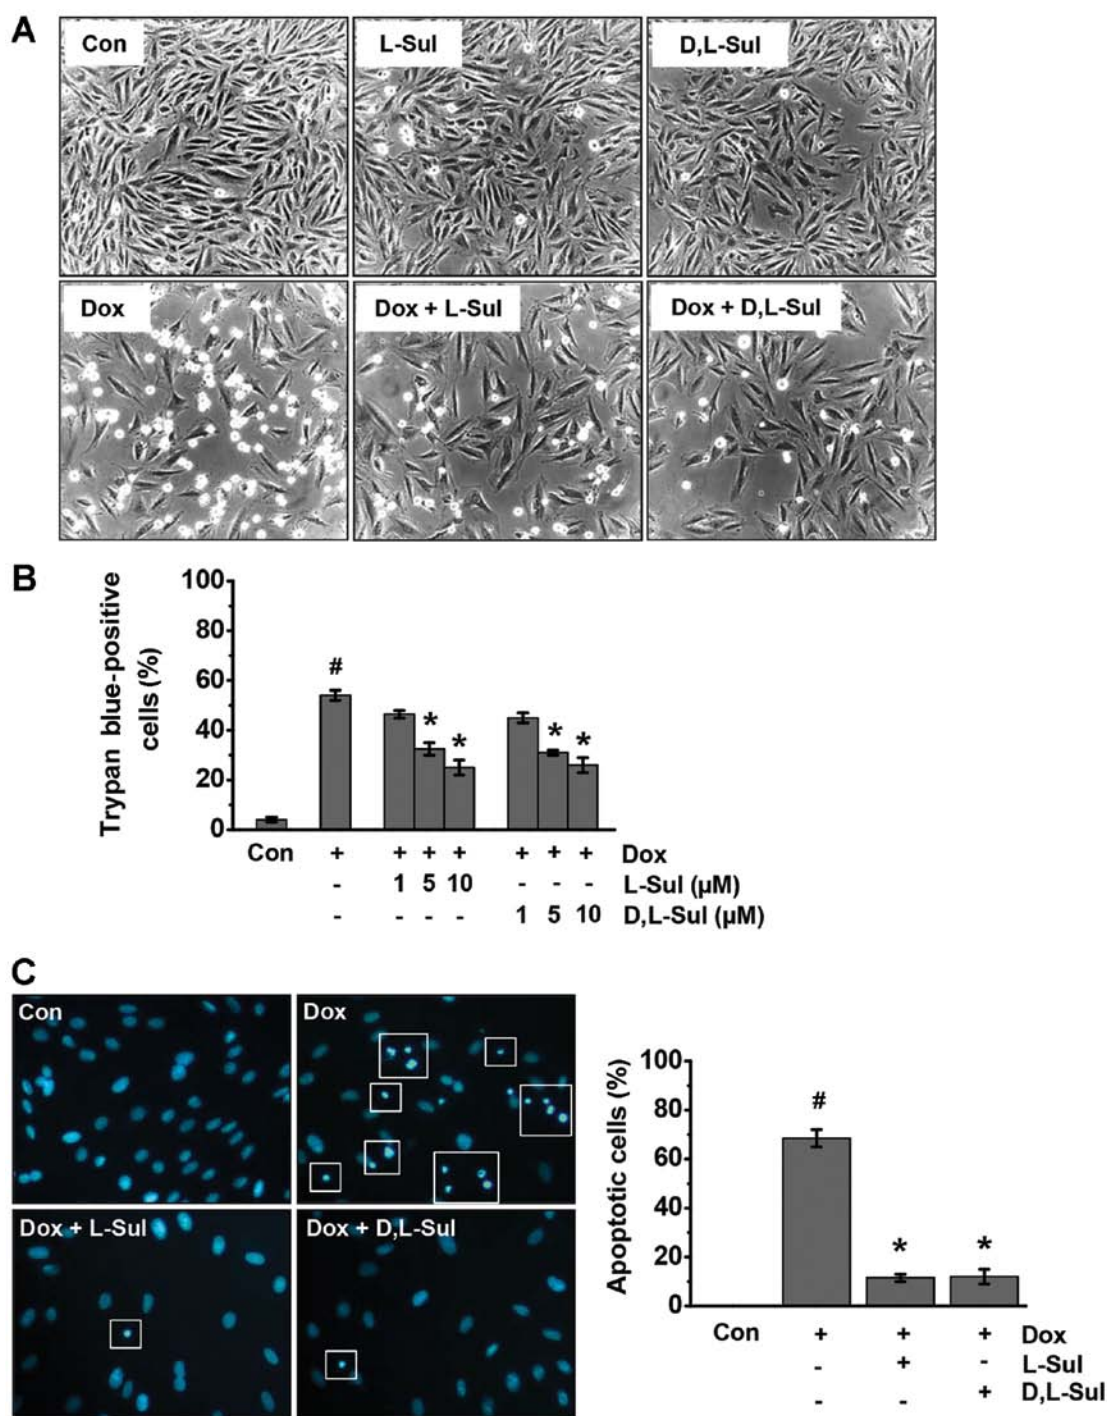 A
Con
L-Sul
D,L-Sul
Dox
Dox + L-Sul
Dox + D,L-Sul
B
Trypan blue-positive
cells (%)
100
80
60
40
20
0
#
* *
* *
Con + + + + + + + Dox
- 1 5 10 - - - L-Sul (µM)
- - - - 1 5 10 D,L-Sul (µM)
C
Con
Dox
Dox + L-Sul
Dox + D,L-Sul
Apoptotic cells (%)
100
80
60
40
20
0
#
*
*
Con + + + Dox
- + - L-Sul
+ D,L-Sul
- -